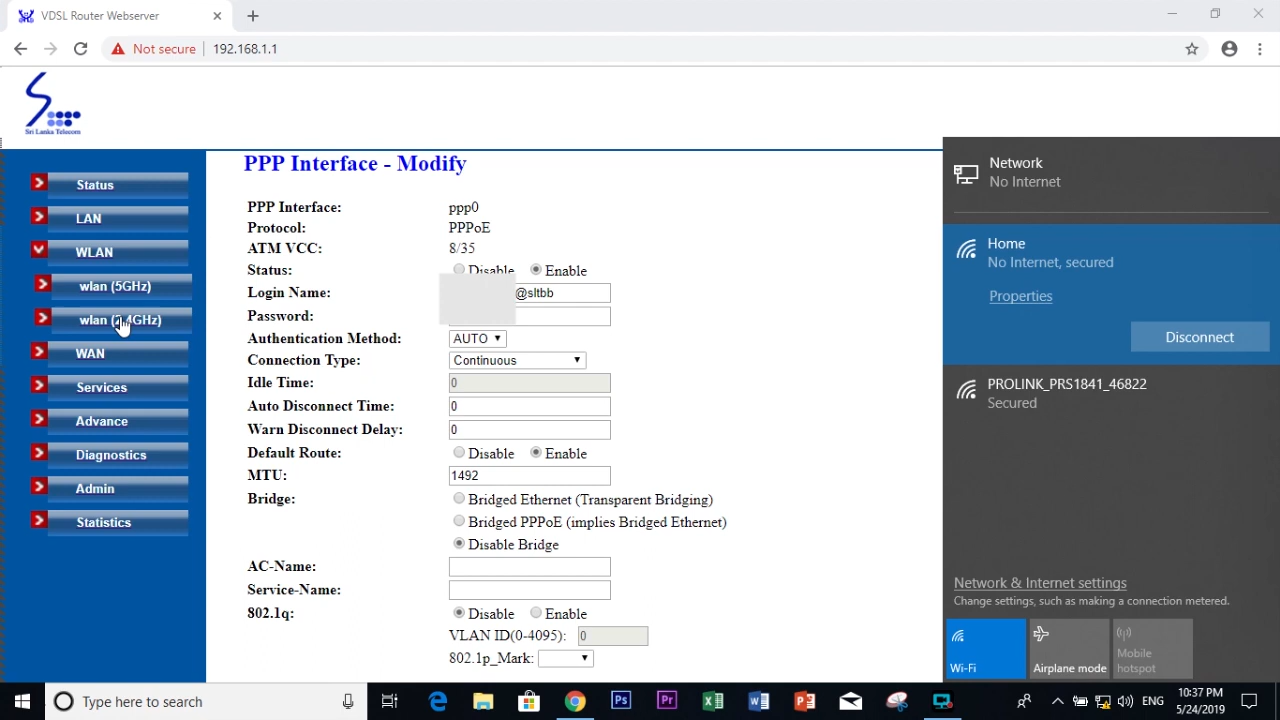 VDSL Router Webserver
Not secure
192.168.1.1
Sri Lanka Telecom
Status
LAN
WLAN
wlan (5GHz)
wlan (2.4GHz)
WAN
Services
Advance
Diagnostics
Admin
Statistics
PPP Interface - Modify
PPP Interface: ppp0
Protocol: PPPoE
ATM VCC: 8/35
Status: Disable Enable
Login Name: @sltbb
Password:
Authentication Method: AUTO
Connection Type: Continuous
Idle Time: 0
Auto Disconnect Time: 0
Warn Disconnect Delay: 0
Default Route: Disable Enable
MTU: 1492
Bridge: Bridged Ethernet (Transparent Bridging)
Bridged PPPoE (implies Bridged Ethernet)
Disable Bridge
AC-Name:
Service-Name:
802.1q: Disable Enable
VLAN ID(0-4095): 0
802.1p_Mark:
Network
No Internet
Home
No Internet, secured
Properties
Disconnect
PROLINK_PRS1841_46822
Secured
Network & Internet settings
Change settings, such as making a connection metered.
Wi-Fi
Airplane mode
Mobile
hotspot
Type here to search
ENG
10:37 PM
5/24/2019